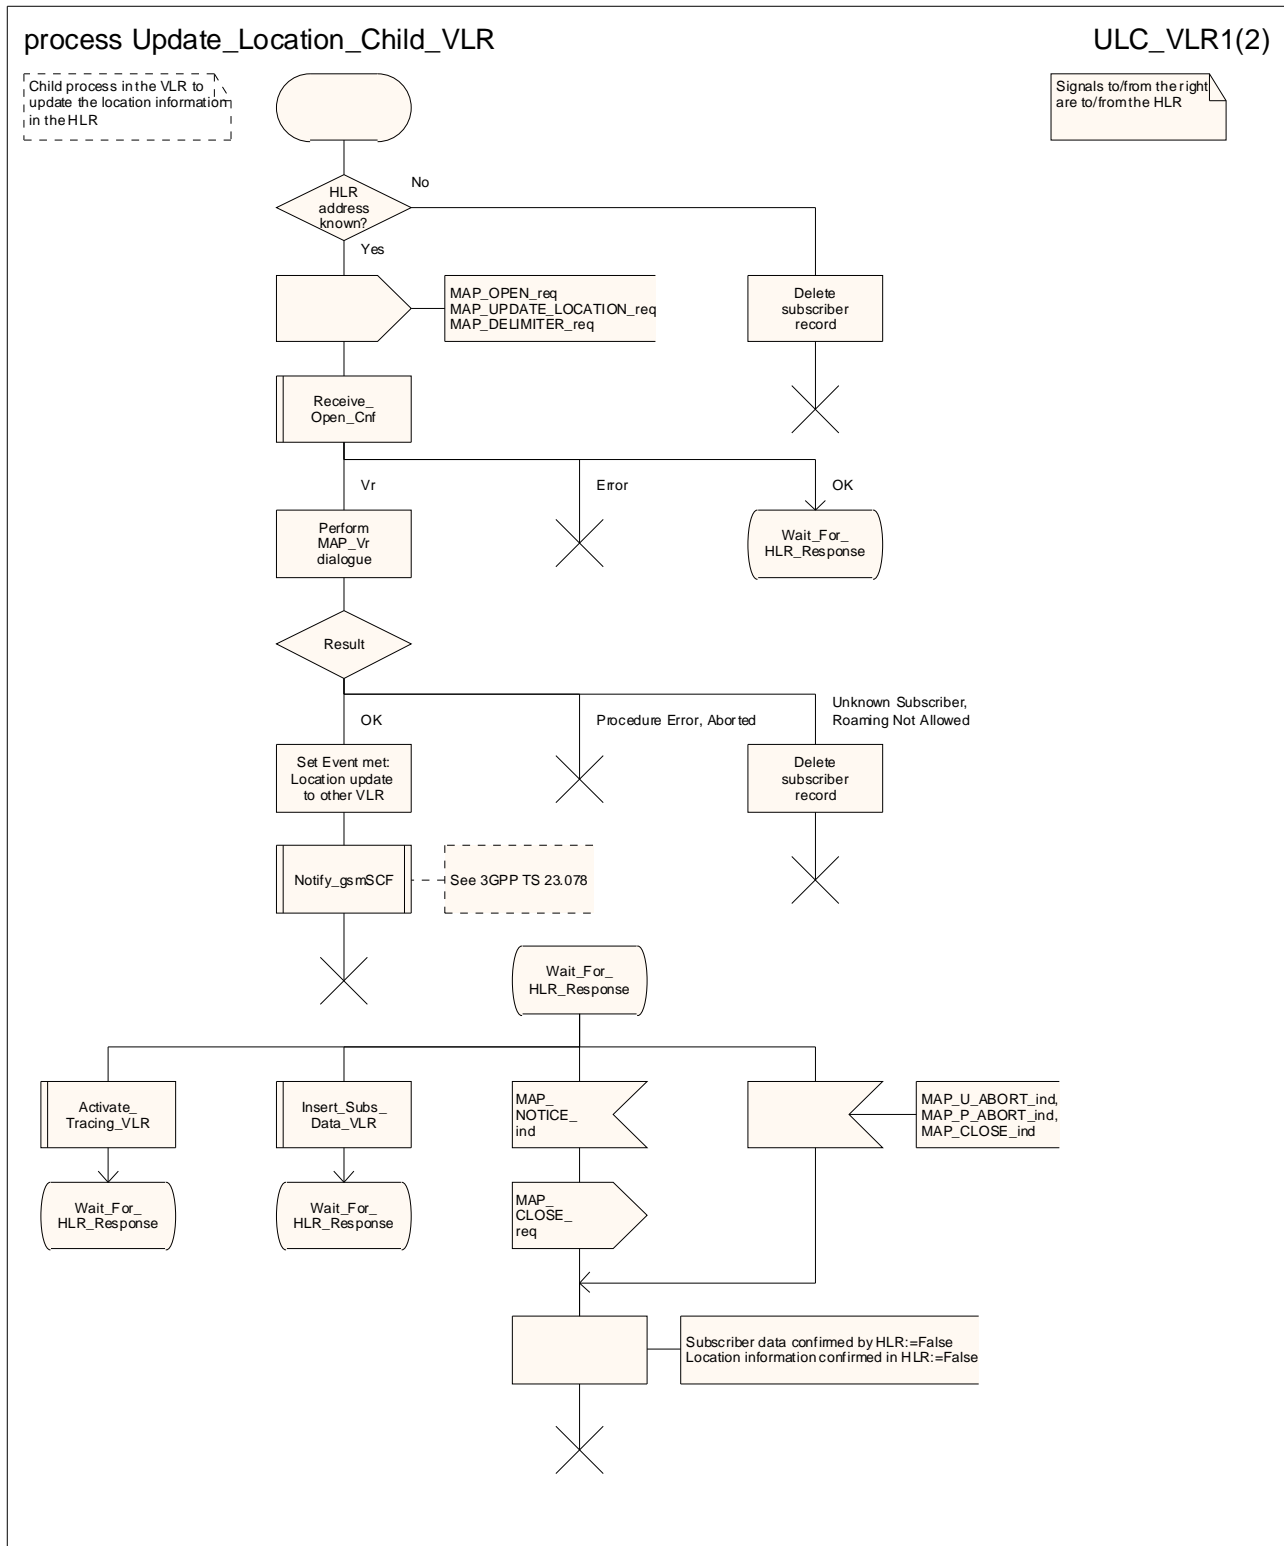 process Update_Location_Child_VLR
ULC_VLR1(2)
Child process in the VLR to
update the location information
in the HLR
Signals to/from the right
are to/from the HLR
HLR
address
known?
No
Yes
MAP_OPEN_req
MAP_UPDATE_LOCATION_req
MAP_DELIMITER_req
Delete
subscriber
record
Receive_
Open_Cnf
Vr
Error
OK
Perform
MAP_Vr
dialogue
Wait_For_
HLR_Response
Result
OK
Procedure Error, Aborted
Unknown Subscriber,
Roaming Not Allowed
Set Event met:
Location update
to other VLR
Delete
subscriber
record
Notify_gsmSCF
See 3GPP TS 23.078
Wait_For_
HLR_Response
Activate_
Tracing_VLR
Insert_Subs_
Data_VLR
MAP_
NOTICE_
ind
MAP_U_ABORT_ind,
MAP_P_ABORT_ind,
MAP_CLOSE_ind
Wait_For_
HLR_Response
Wait_For_
HLR_Response
MAP_
CLOSE_
req
Subscriber data confirmed by HLR:=False
Location information confirmed in HLR:=False